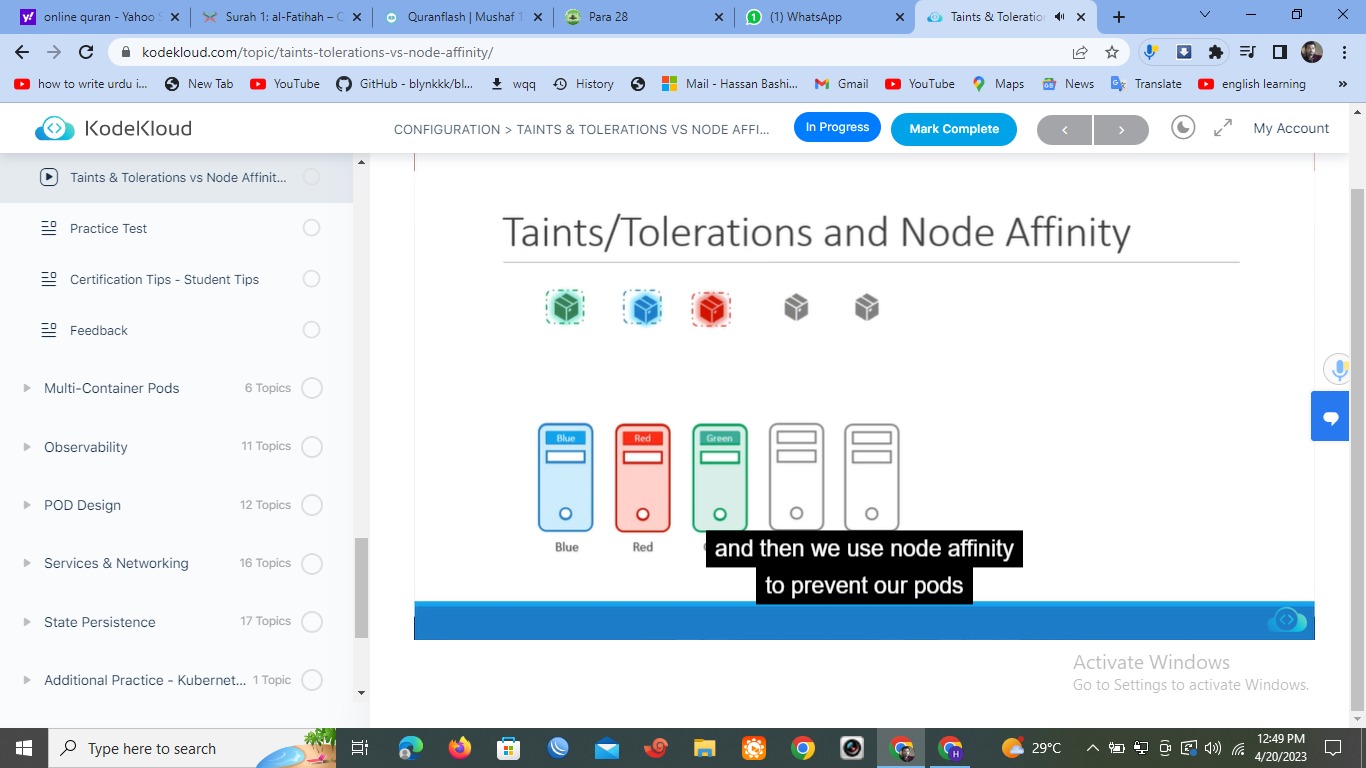 online quran - Yahoo S
Surah 1: al-Fatihah – C
Quranflash | Mushaf 1
Para 28
(1) WhatsApp
Taints & Toleration
kodekloud.com/topic/taints-tolerations-vs-node-affinity/
how to write urdu i...
New Tab
YouTube
GitHub - blynkkk/bl...
wqq
History
Mail - Hassan Bashi...
Gmail
YouTube
Maps
News
Translate
english learning
»
KodeKloud
CONFIGURATION > TAINTS & TOLERATIONS VS NODE AFFI...
In Progress
Mark Complete
My Account
Taints & Tolerations vs Node Affinit...
Practice Test
Certification Tips - Student Tips
Feedback
Multi-Container Pods 6 Topics
Observability 11 Topics
POD Design 12 Topics
Services & Networking 16 Topics
State Persistence 17 Topics
Additional Practice - Kubernet... 1 Topic
Taints/Tolerations and Node Affinity
Blue Red Green
Blue Red
and then we use node affinity
to prevent our pods
Activate Windows
Go to Settings to activate Windows.
Type here to search
29°C
12:49 PM
4/20/2023